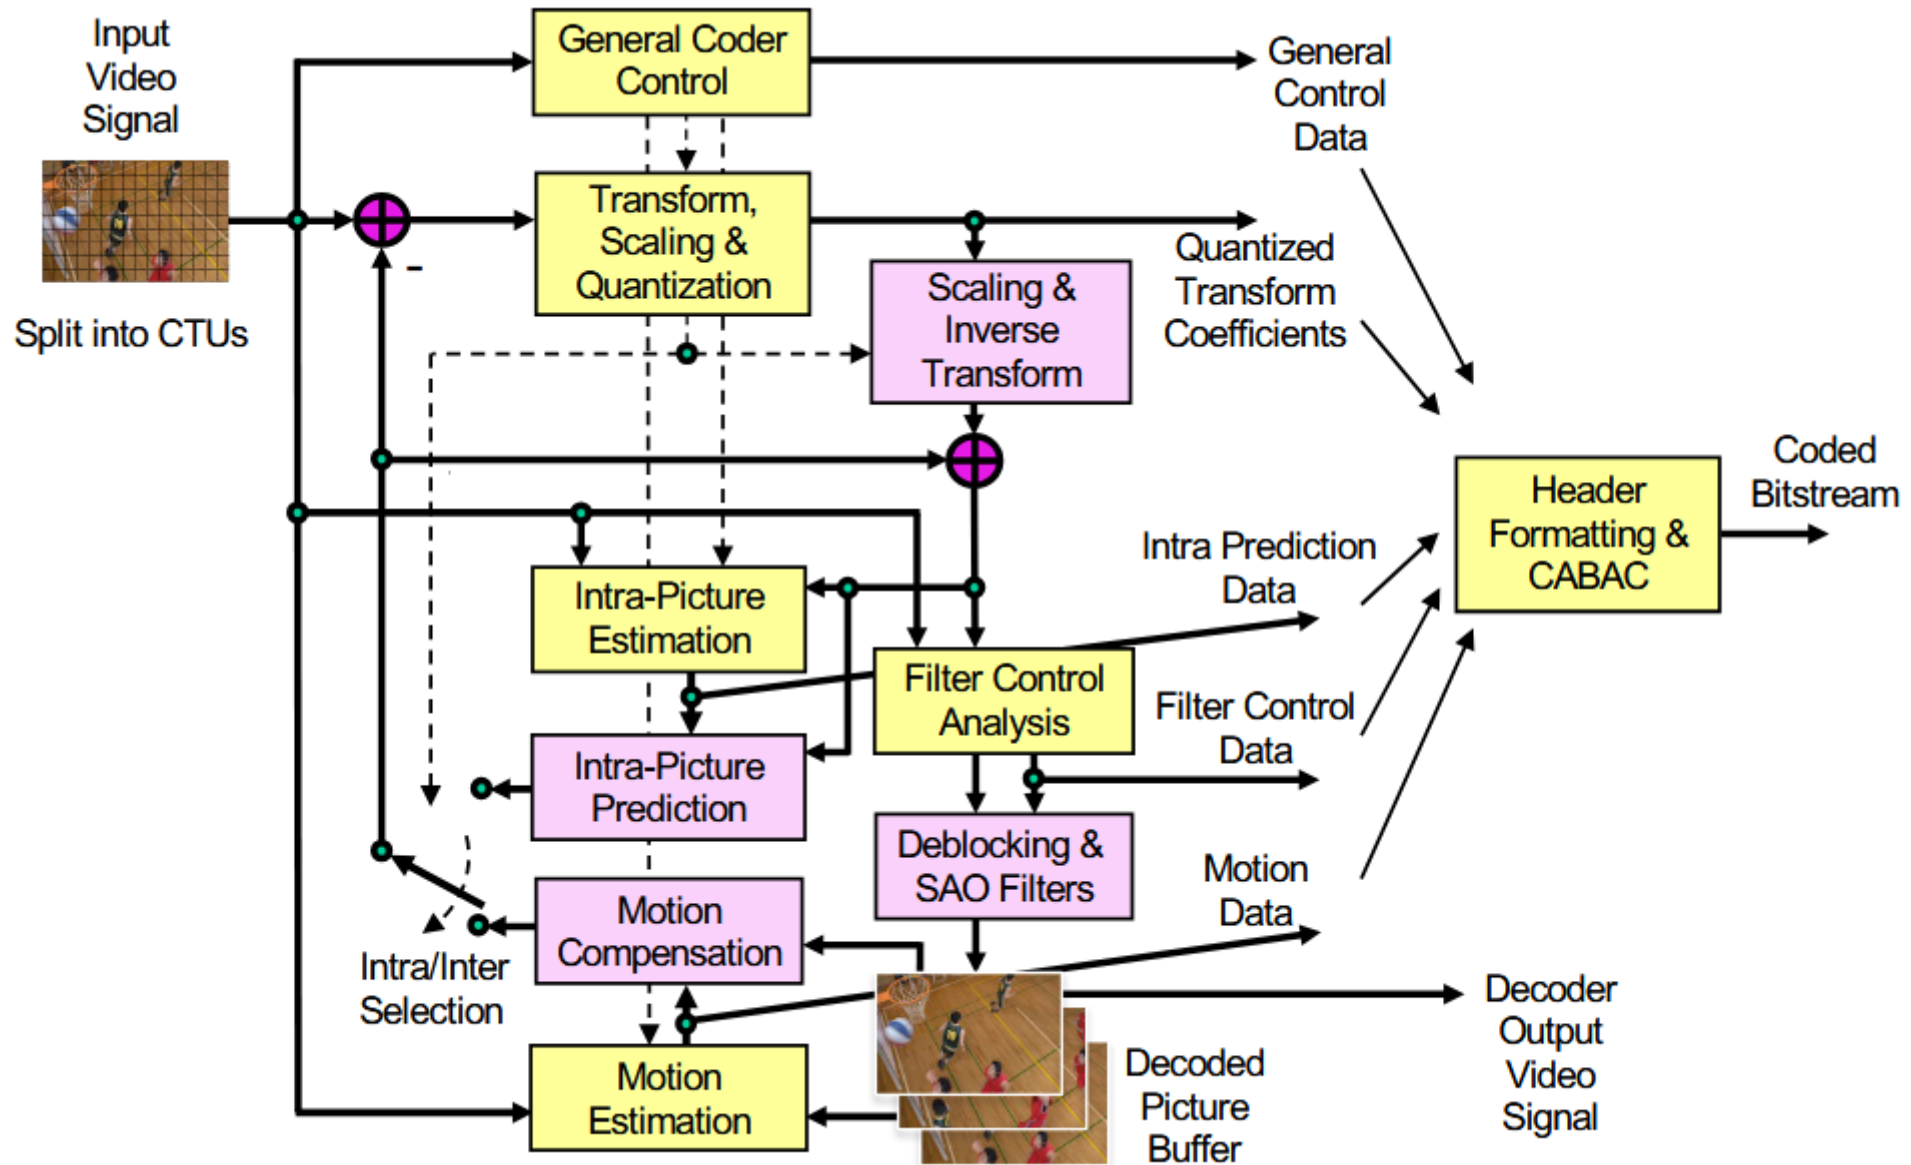 Input
Video
Signal
Split into CTUs
General Coder
Control
General
Control
Data
Transform,
Scaling &
Quantization
-
Quantized
Transform
Coefficients
Scaling &
Inverse
Transform
Header
Formatting &
CABAC
Coded
Bitstream
Intra-Picture
Estimation
Intra Prediction
Data
Filter Control
Analysis
Filter Control
Data
Intra-Picture
Prediction
Deblocking &
SAO Filters
Motion
Data
Motion
Compensation
Intra/Inter
Selection
Motion
Estimation
Decoded
Picture
Buffer
Decoder
Output
Video
Signal